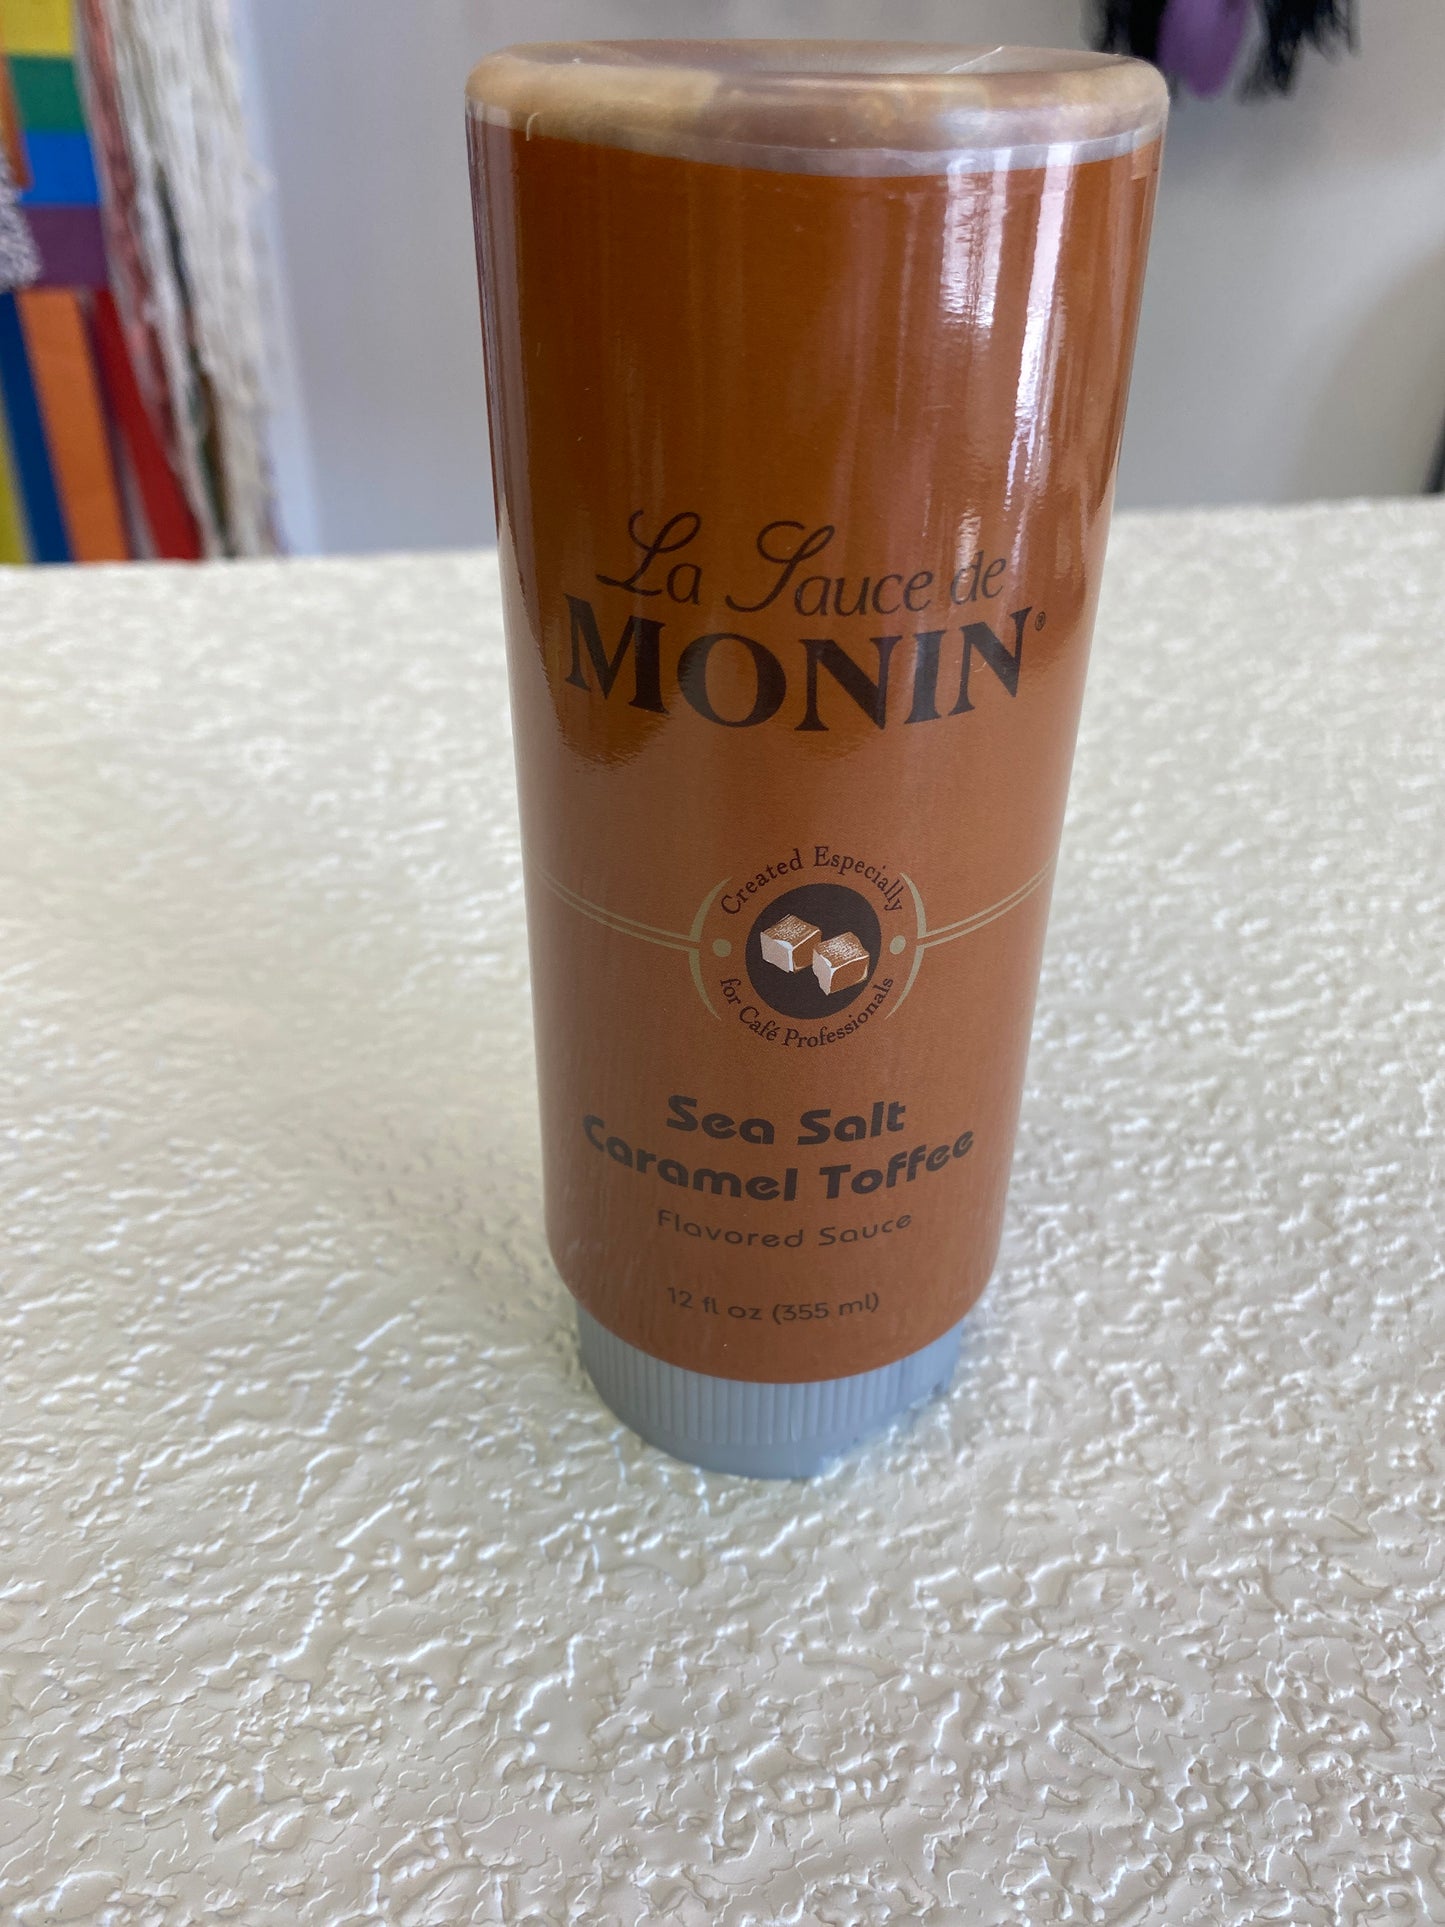 La Sauce de
MONIN®
Created Especially
for Café Professionals
Sea Salt
Caramel Toffee
Flavored Sauce
12 fl oz (355 ml)